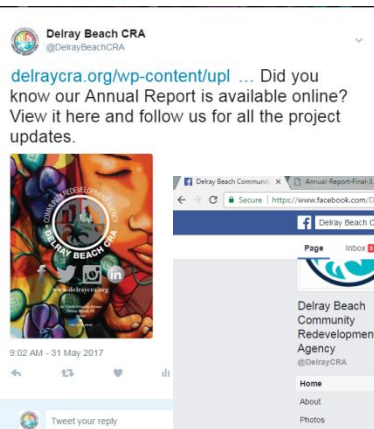 Delray Beach CRA
@DelrayBeachCRA
delraycra.org/wp-content/upl … Did you
know our Annual Report is available online?
View it here and follow us for all the project
updates.
COMMUNITY REDEVELOPMENT AGENCY
DELRAY BEACH CRA
www.delraycra.org
9:02 AM - 31 May 2017
Tweet your reply
Delray Beach Communit
Annual-Report-Final-3.
Secure
https://www.facebook.com/D
Delray Beach C
Page
Inbox
Delray Beach
Community
Redevelopmen
Agency
@DelrayCRA
Home
About
Photos